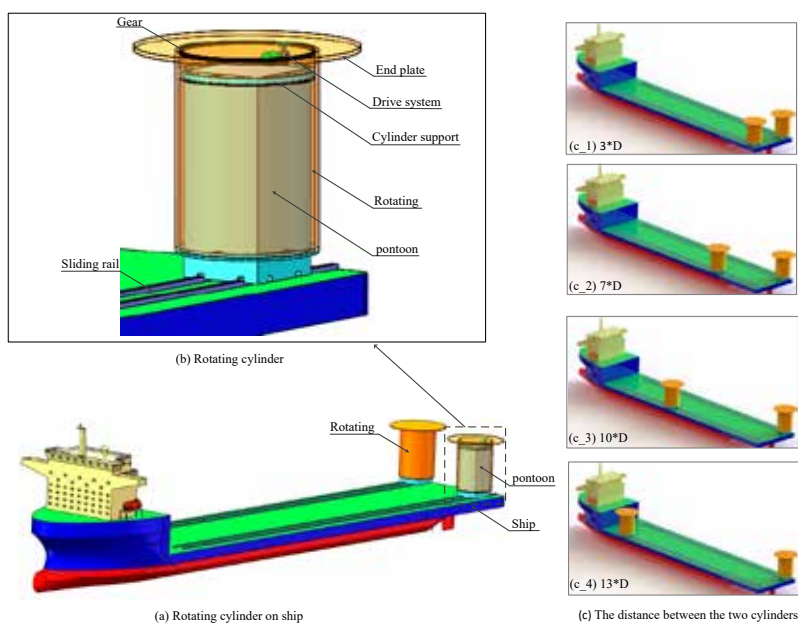 Gear
End plate
Drive system
Cylinder support
Rotating
pontoon
Sliding rail
(b) Rotating cylinder
Rotating
pontoon
Ship
(a) Rotating cylinder on ship
(c_1) 3*D
(c_2) 7*D
(c_3) 10*D
(c_4) 13*D
(c) The distance between the two cylinders